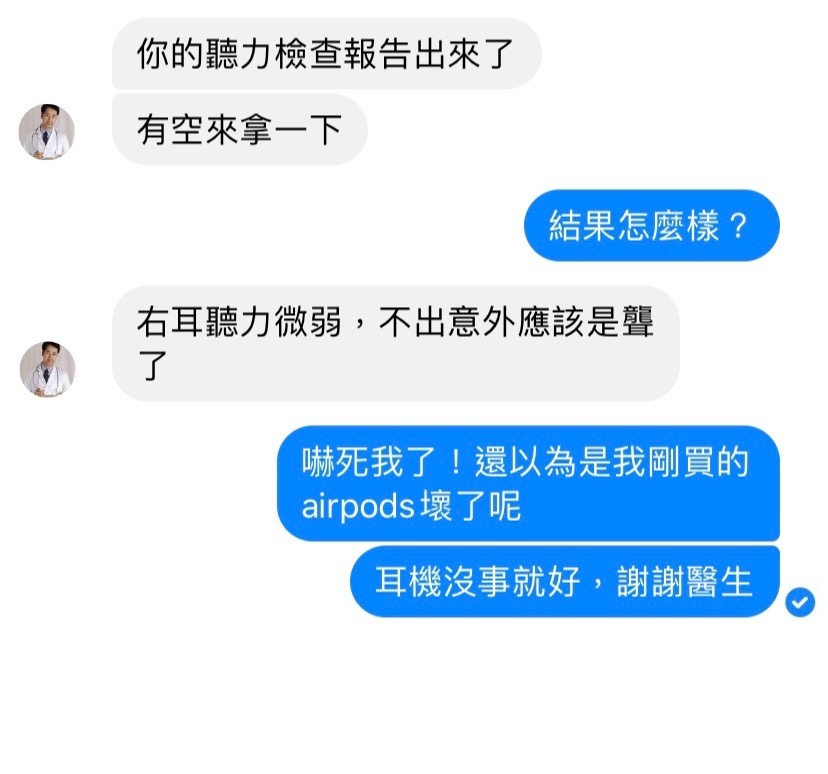 你的聽力檢查報告出來了
有空來拿一下
結果怎麼樣？
右耳聽力微弱，不出意外應該是聾
了
嚇死我了！還以為是我剛買的
airpods壞了呢
耳機沒事就好，謝謝醫生